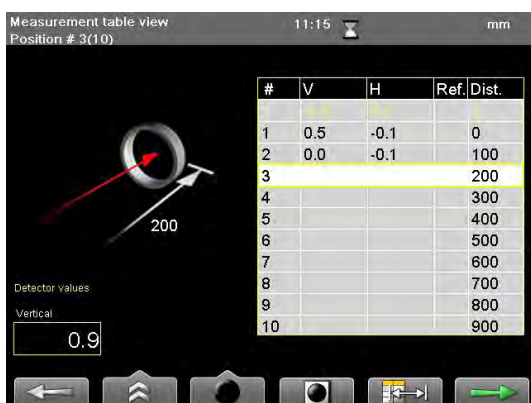 Measurement table view 11:15 mm
Position # 3(10)
# V H Ref. Dist.
1 0.5 -0.1 0
2 0.0 -0.1 100
3 200
4 300
5 400
6 500
7 600
8 700
9 800
10 900
200
Detector values
Vertical
0.9